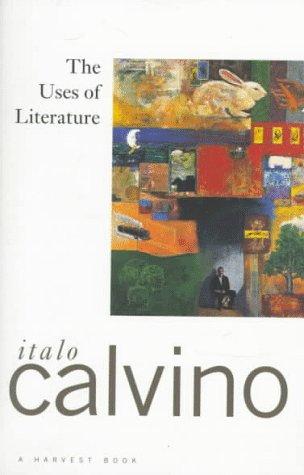 The
Uses of
Literature
italo
calvino
A HARVEST BOOK